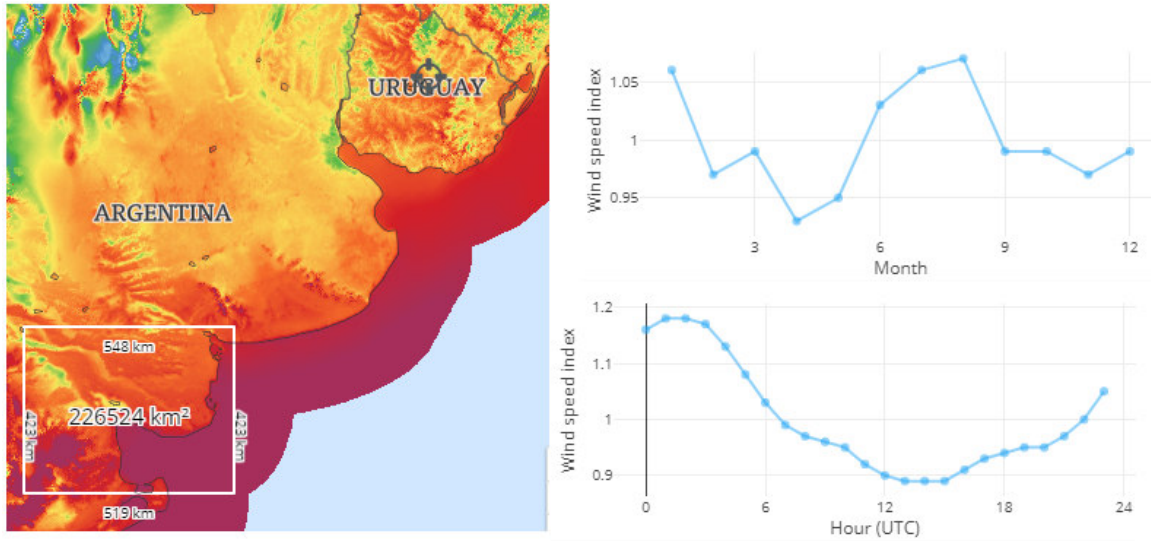 URUGUAY
ARGENTINA
548 km
423 km
226524 km²
423 km
519 km
Wind speed index
1.05
1
0.95
3
6
9
12
Month
Wind speed index
1.2
1.1
1
0.9
0
6
12
18
24
Hour (UTC)